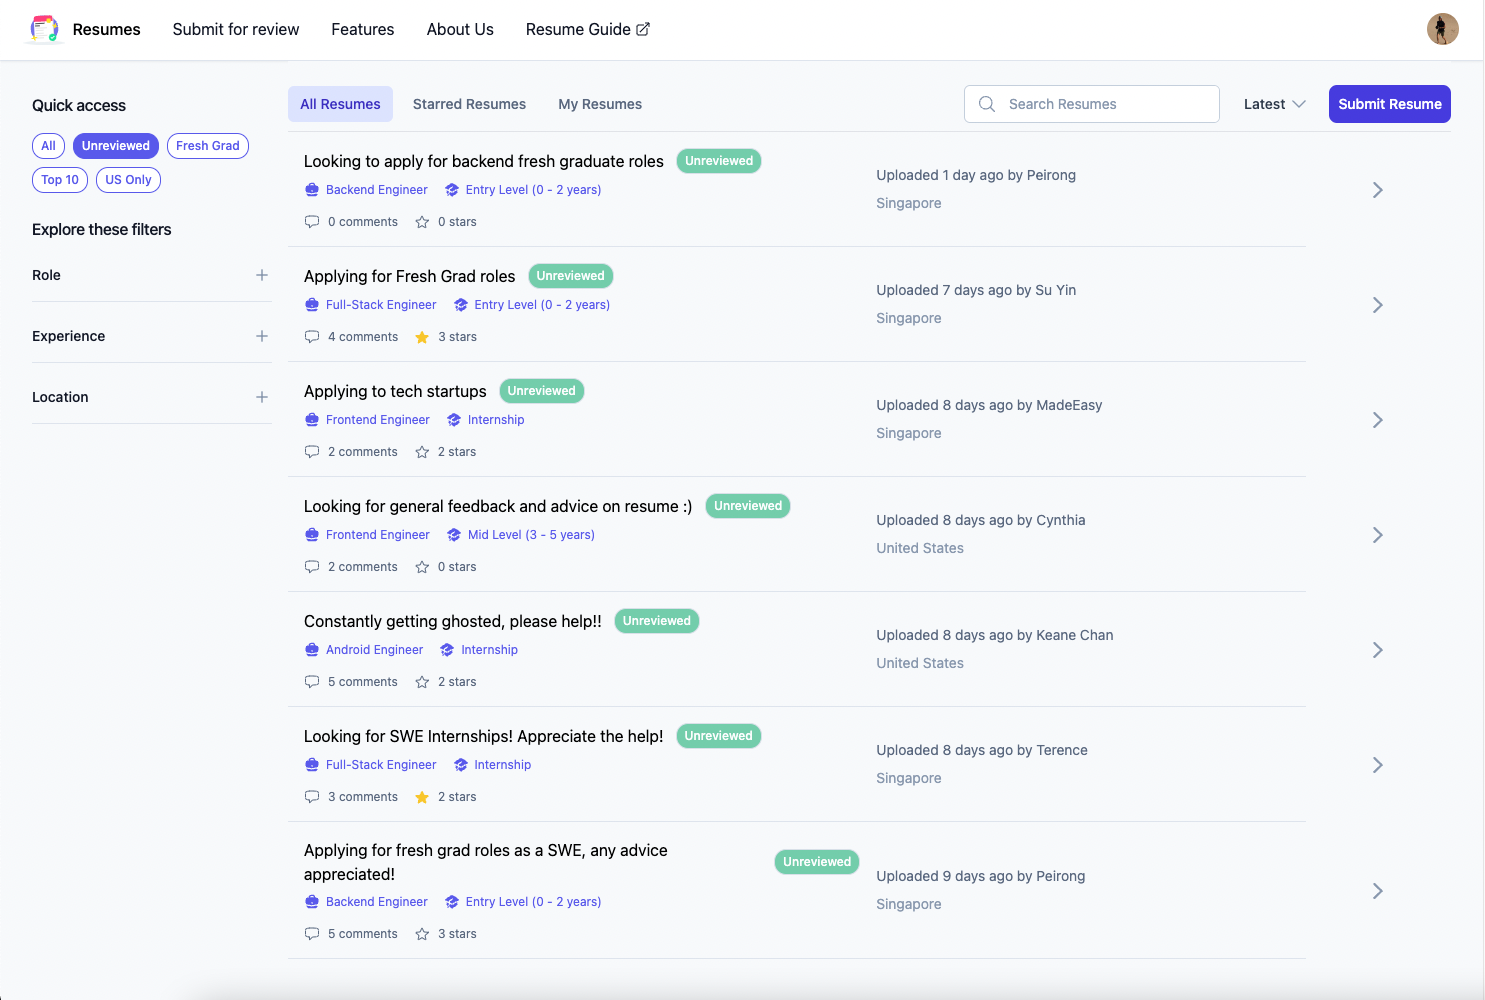 Resumes
Submit for review
Features
About Us
Resume Guide
Quick access
All
Unreviewed
Fresh Grad
Top 10
US Only
Explore these filters
Role
Experience
Location
All Resumes
Starred Resumes
My Resumes
Search Resumes
Latest
Submit Resume
Looking to apply for backend fresh graduate roles
Unreviewed
Backend Engineer
Entry Level (0 - 2 years)
0 comments
0 stars
Uploaded 1 day ago by Peirong
Singapore
Applying for Fresh Grad roles
Unreviewed
Full-Stack Engineer
Entry Level (0 - 2 years)
4 comments
3 stars
Uploaded 7 days ago by Su Yin
Singapore
Applying to tech startups
Unreviewed
Frontend Engineer
Internship
2 comments
2 stars
Uploaded 8 days ago by MadeEasy
Singapore
Looking for general feedback and advice on resume :)
Unreviewed
Frontend Engineer
Mid Level (3 - 5 years)
2 comments
0 stars
Uploaded 8 days ago by Cynthia
United States
Constantly getting ghosted, please help!!
Unreviewed
Android Engineer
Internship
5 comments
2 stars
Uploaded 8 days ago by Keane Chan
United States
Looking for SWE Internships! Appreciate the help!
Unreviewed
Full-Stack Engineer
Internship
3 comments
2 stars
Uploaded 8 days ago by Terence
Singapore
Applying for fresh grad roles as a SWE, any advice
appreciated!
Unreviewed
Backend Engineer
Entry Level (0 - 2 years)
5 comments
3 stars
Uploaded 9 days ago by Peirong
Singapore